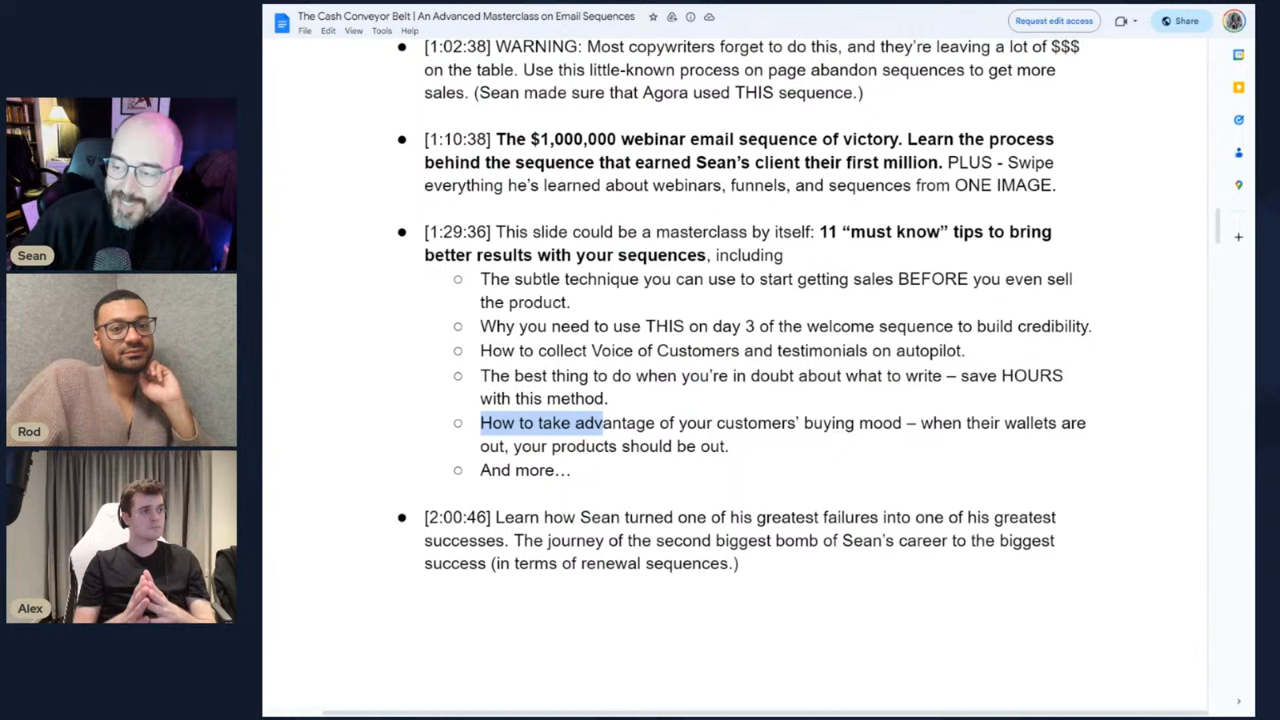 The Cash Conveyor Belt | An Advanced Masterclass on Email Sequences
File Edit View Tools Help
Request edit access
Share
● [1:02:38] WARNING: Most copywriters forget to do this, and they're leaving a lot of $$$
on the table. Use this little-known process on page abandon sequences to get more
sales. (Sean made sure that Agora used THIS sequence.)
● [1:10:38] The $1,000,000 webinar email sequence of victory. Learn the process
behind the sequence that earned Sean's client their first million. PLUS - Swipe
everything he's learned about webinars, funnels, and sequences from ONE IMAGE.
● [1:29:36] This slide could be a masterclass by itself: 11 “must know” tips to bring
better results with your sequences, including
○ The subtle technique you can use to start getting sales BEFORE you even sell
the product.
○ Why you need to use THIS on day 3 of the welcome sequence to build credibility.
○ How to collect Voice of Customers and testimonials on autopilot.
○ The best thing to do when you're in doubt about what to write – save HOURS
with this method.
○ How to take advantage of your customers' buying mood – when their wallets are
out, your products should be out.
○ And more…
● [2:00:46] Learn how Sean turned one of his greatest failures into one of his greatest
successes. The journey of the second biggest bomb of Sean's career to the biggest
success (in terms of renewal sequences.)
Sean
Rod
Alex